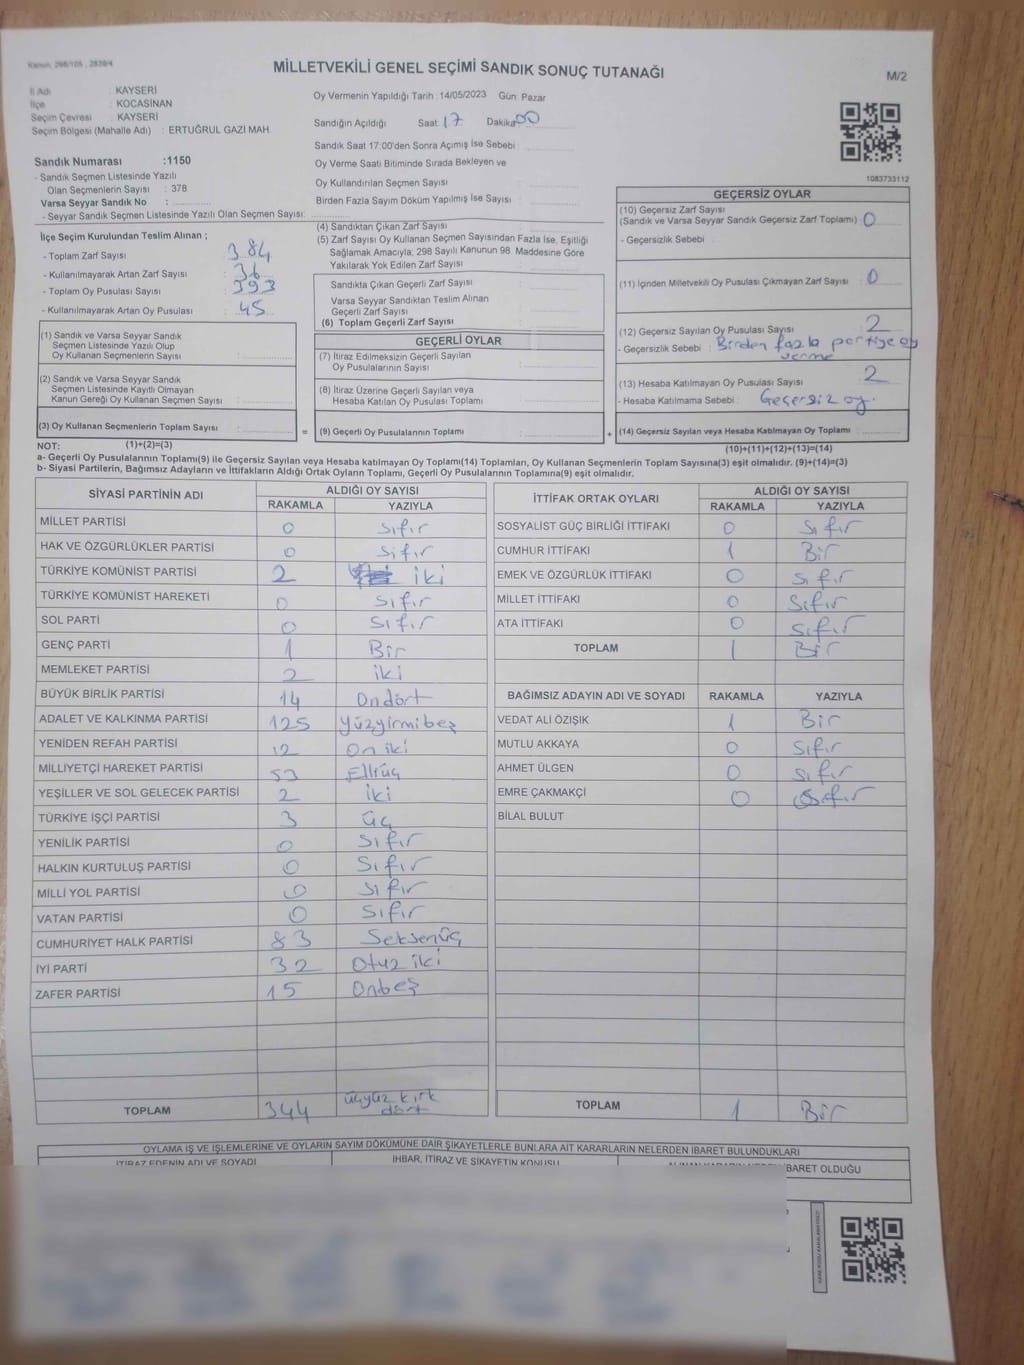 Kanun: 298/105 , 2839/4
MİLLETVEKİLİ GENEL SEÇİMİ SANDIK SONUÇ TUTANAĞI
M/2
İl Adı : KAYSERİ
İlçe : KOCASİNAN
Seçim Çevresi : KAYSERİ
Seçim Bölgesi (Mahalle Adı) : ERTUĞRUL GAZİ MAH.
Sandık Numarası :1150
- Sandık Seçmen Listesinde Yazılı
Olan Seçmenlerin Sayısı : 378
Varsa Seyyar Sandık No :
- Seyyar Sandık Seçmen Listesinde Yazılı Olan Seçmen Sayısı:
Oy Vermenin Yapıldığı Tarih :14/05/2023 Gün: Pazar
Sandığın Açıldığı Saat: 17 Dakika: 00
Sandık Saat 17:00'den Sonra Açımış İse Sebebi :
Oy Verme Saati Bitiminde Sırada Bekleyen ve
Oy Kullandırılan Seçmen Sayısı :
Birden Fazla Sayım Döküm Yapılmış İse Sayısı :
1083733112
İlçe Seçim Kurulundan Teslim Alınan ;
- Toplam Zarf Sayısı : 384
- Kullanılmayarak Artan Zarf Sayısı : 36
- Toplam Oy Pusulası Sayısı : 393
- Kullanılmayarak Artan Oy Pusulası : 45
(1) Sandık ve Varsa Seyyar Sandık
Seçmen Listesinde Yazılı Olup
Oy Kullanan Seçmenlerin Sayısı :
(2) Sandık ve Varsa Seyyar Sandık
Seçmen Listesinde Kayıtlı Olmayan
Kanun Gereği Oy Kullanan Seçmen Sayısı :
(3) Oy Kullanan Seçmenlerin Toplam Sayısı :
(4) Sandıktan Çıkan Zarf Sayısı :
(5) Zarf Sayısı Oy Kullanan Seçmen Sayısından Fazla İse, Eşitliği
Sağlamak Amacıyla, 298 Sayılı Kanunun 98. Maddesine Göre
Yakılarak Yok Edilen Zarf Sayısı :
Sandıkta Çıkan Geçerli Zarf Sayısı :
Varsa Seyyar Sandıktan Teslim Alınan
Geçerli Zarf Sayısı :
(6) Toplam Geçerli Zarf Sayısı :
GEÇERLİ OYLAR
(7) İtiraz Edilmeksizin Geçerli Sayılan
Oy Pusulalarının Sayısı :
(8) İtiraz Üzerine Geçerli Sayılan veya
Hesaba Katılan Oy Pusulası Toplamı :
= (9) Geçerli Oy Pusulalarının Toplamı : +
GEÇERSİZ OYLAR
(10) Geçersiz Zarf Sayısı
(Sandık ve Varsa Seyyar Sandık Geçersiz Zarf Toplamı) : 0
- Geçersizlik Sebebi :
(11) İçinden Milletvekili Oy Pusulası Çıkmayan Zarf Sayısı : 0
(12) Geçersiz Sayılan Oy Pusulası Sayısı : 2
- Geçersizlik Sebebi : Birden fazla partiye oy
verme
(13) Hesaba Katılmayan Oy Pusulası Sayısı : 2
- Hesaba Katılmama Sebebi : Geçersiz oy.
(14) Geçersiz Sayılan veya Hesaba Katılmayan Oy Toplamı :
NOT: (1)+(2)=(3)
(10)+(11)+(12)+(13)=(14)
a- Geçerli Oy Pusulalarının Toplamı(9) ile Geçersiz Sayılan veya Hesaba katılmayan Oy Toplamı(14) Toplamları, Oy Kullanan Seçmenlerin Toplam Sayısına(3) eşit olmalıdır. (9)+(14)=(3)
b- Siyasi Partilerin, Bağımsız Adayların ve İttifakların Aldığı Ortak Oyların Toplamı, Geçerli Oy Pusulalarının Toplamına(9) eşit olmalıdır.
SİYASİ PARTİNİN ADI ALDIĞI OY SAYISI
RAKAMLA YAZIYLA
MİLLET PARTİSİ 0 sıfır
HAK VE ÖZGÜRLÜKLER PARTİSİ 0 sıfır
TÜRKİYE KOMÜNİST PARTİSİ 2 iki
TÜRKİYE KOMÜNİST HAREKETİ 0 sıfır
SOL PARTİ 0 sıfır
GENÇ PARTİ 1 Bir
MEMLEKET PARTİSİ 2 iki
BÜYÜK BİRLİK PARTİSİ 14 Ondört
ADALET VE KALKINMA PARTİSİ 125 Yüzyirmibeş
YENİDEN REFAH PARTİSİ 12 On iki
MİLLİYETÇİ HAREKET PARTİSİ 53 Elliüç
YEŞİLLER VE SOL GELECEK PARTİSİ 2 iki
TÜRKİYE İŞÇİ PARTİSİ 3 üç
YENİLİK PARTİSİ 0 sıfır
HALKIN KURTULUŞ PARTİSİ 0 Sıfır
MİLLİ YOL PARTİSİ 0 sıfır
VATAN PARTİSİ 0 sıfır
CUMHURİYET HALK PARTİSİ 83 Seksenüç
İYİ PARTİ 32 Otuz iki
ZAFER PARTİSİ 15 Onbeş
TOPLAM 344 üçyüz kırk
dört
İTTİFAK ORTAK OYLARI ALDIĞI OY SAYISI
RAKAMLA YAZIYLA
SOSYALİST GÜÇ BİRLİĞİ İTTİFAKI 0 Sıfır
CUMHUR İTTİFAKI 1 Bir
EMEK VE ÖZGÜRLÜK İTTİFAKI 0 sıfır
MİLLET İTTİFAKI 0 sıfır
ATA İTTİFAKI 0 sıfır
TOPLAM 1 Bir
BAĞIMSIZ ADAYIN ADI VE SOYADI RAKAMLA YAZIYLA
VEDAT ALİ ÖZIŞIK 1 Bir
MUTLU AKKAYA 0 sıfır
AHMET ÜLGEN 0 sıfır
EMRE ÇAKMAKÇİ 0 sıfır
BİLAL BULUT
TOPLAM 1 Bir
OYLAMA İŞ VE İŞLEMLERİNE VE OYLARIN SAYIM DÖKÜMÜNE DAİR ŞİKAYETLERLE BUNLARA AİT KARARLARIN NELERDEN İBARET BULUNDUKLARI
İTİRAZ EDENİN ADI VE SOYADI İHBAR, İTİRAZ VE ŞİKAYETİN KONUSU İBARET OLDUĞU